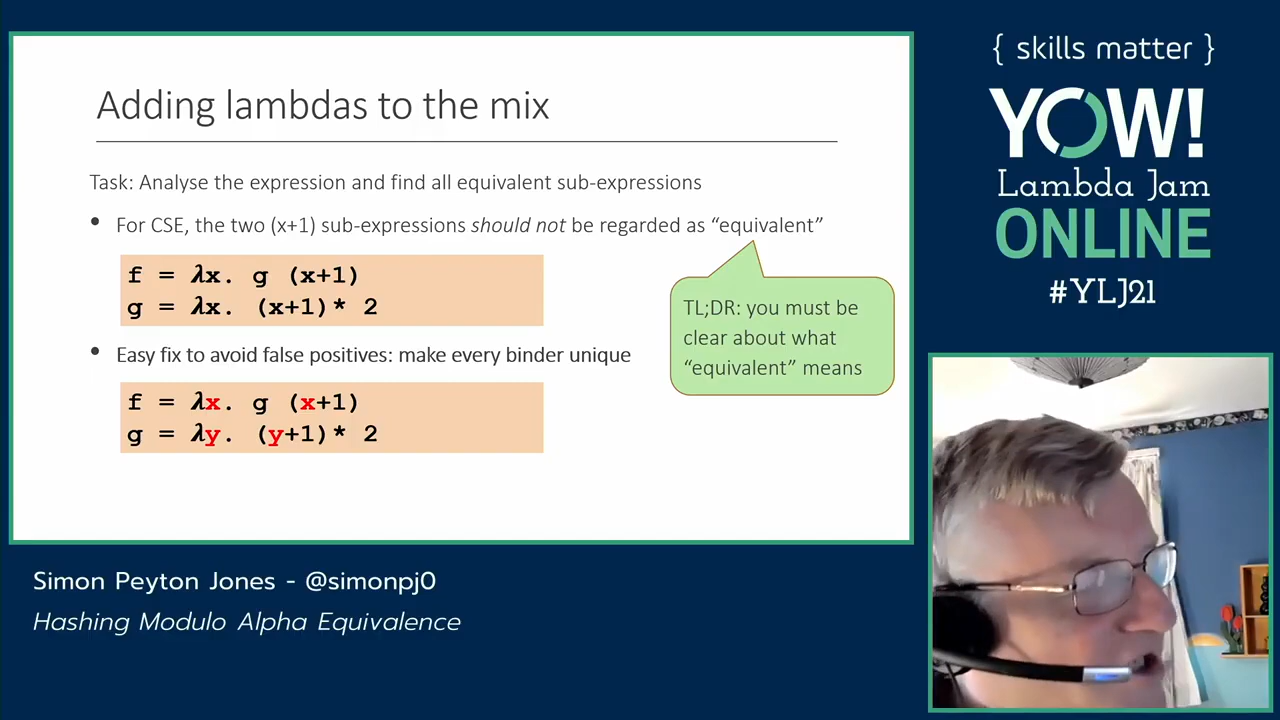 Adding lambdas to the mix
Task: Analyse the expression and find all equivalent sub-expressions
• For CSE, the two (x+1) sub-expressions should not be regarded as “equivalent”
f = λx. g (x+1)
g = λx. (x+1)* 2
TL;DR: you must be
clear about what
“equivalent” means
• Easy fix to avoid false positives: make every binder unique
f = λx. g (x+1)
g = λy. (y+1)* 2
{ skills matter }
YOW!
Lambda Jam
ONLINE
#YLJ21
Simon Peyton Jones - @simonpj0
Hashing Modulo Alpha Equivalence